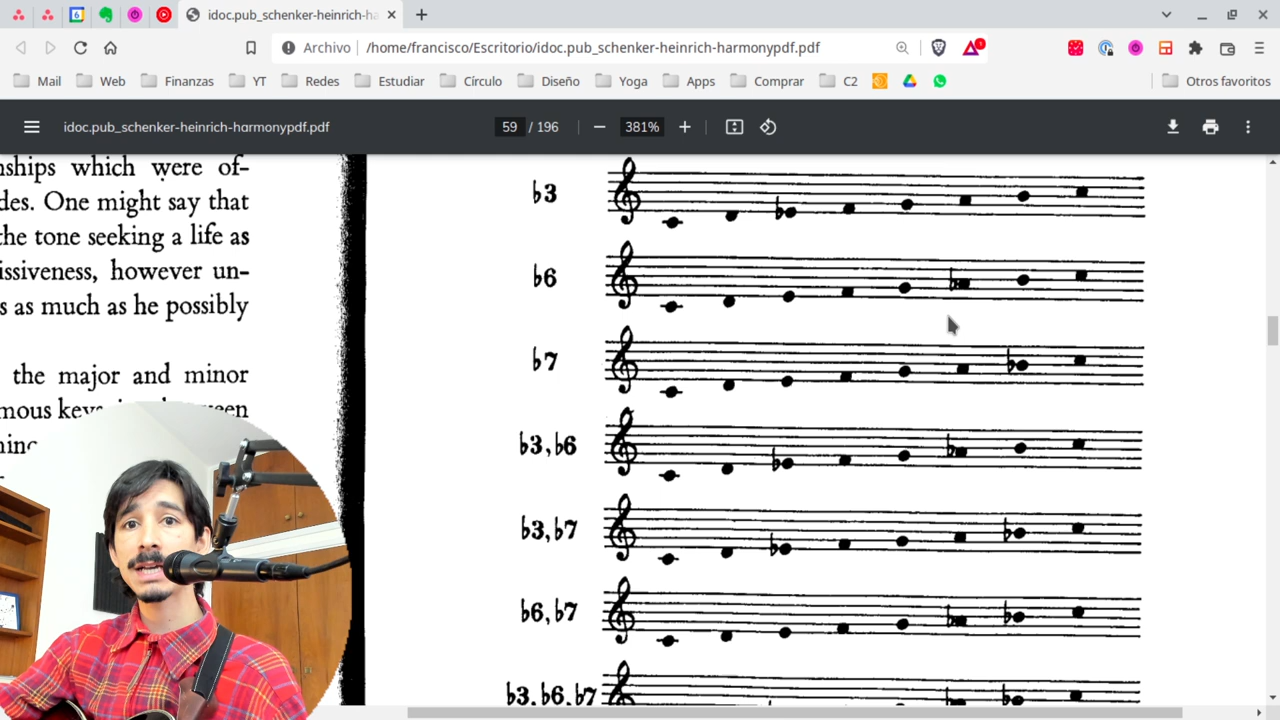 idoc.pub_schenker-heinrich-ha
Archivo
/home/francisco/Escritorio/idoc.pub_schenker-heinrich-harmonypdf.pdf
1
6
Mail
Web
Finanzas
YT
Redes
Estudiar
Círculo
Diseño
Yoga
Apps
Comprar
C2
Otros favoritos
idoc.pub_schenker-heinrich-harmonypdf.pdf
59 / 196
381%
nships which were of-
des. One might say that
the tone seeking a life as
issiveness, however un-
s as much as he possibly
the major and minor
♭3
♭6
♭7
♭3,♭6
♭3,♭7
♭6,♭7
♭3,♭6,♭7